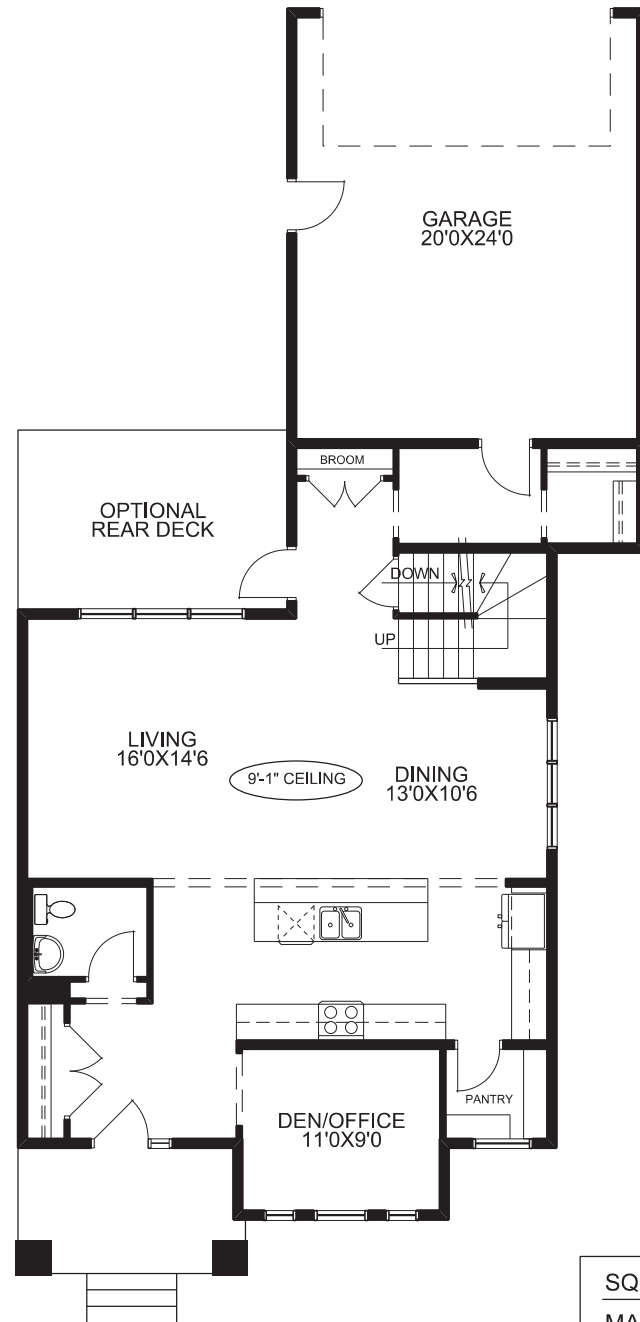 GARAGE
20'0X24'0
BROOM
OPTIONAL
REAR DECK
DOWN
UP
LIVING
16'0X14'6
9'-1" CEILING
DINING
13'0X10'6
PANTRY
DEN/OFFICE
11'0X9'0
SQ